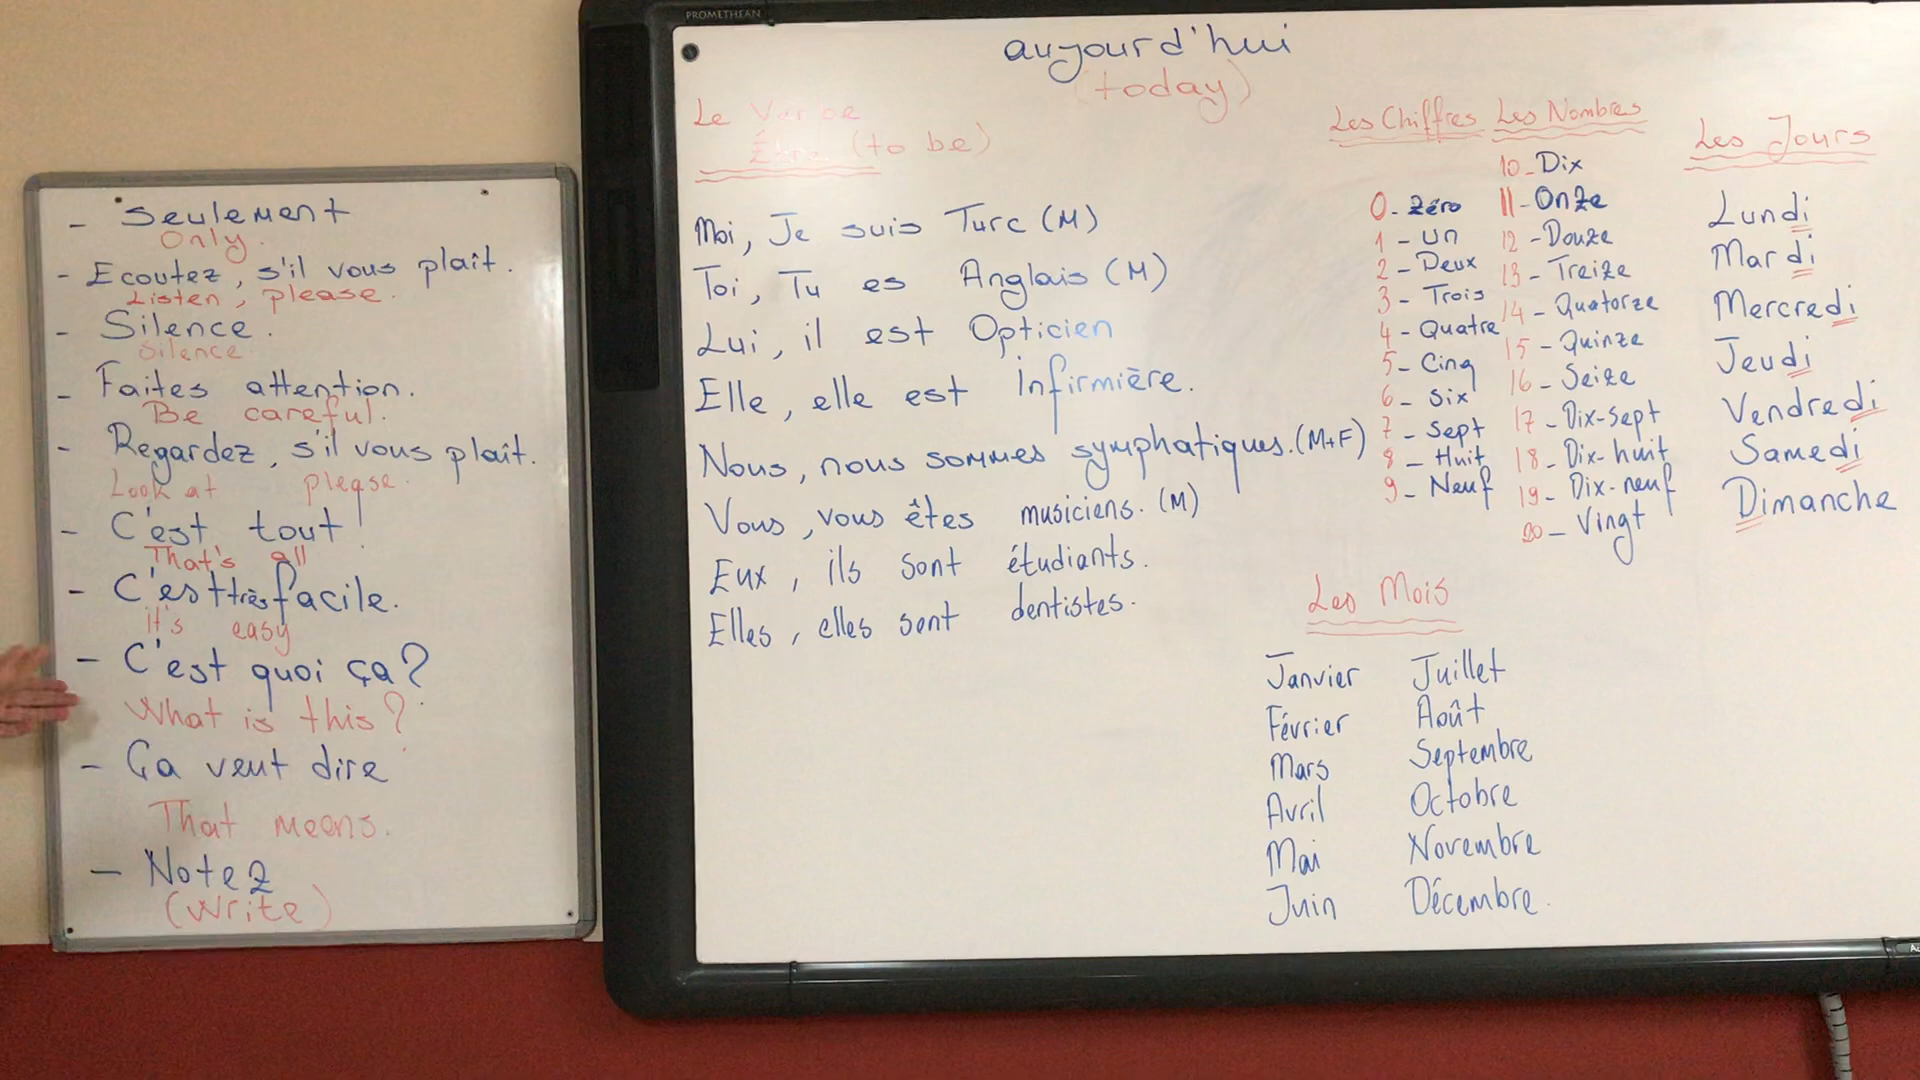 - Seulement
Only.
- Ecoutez, s'il vous plaît.
Listen, please.
- Silence.
Silence
- Faites attention.
Be careful.
- Regardez, s'il vous plaît.
Look at please.
- C'est tout!
That's all
- C'est très facile.
it's easy
- C'est quoi ça?
What is this?
- Ça veut dire
That means.
- Notez
(Write)
PROMETHEAN
aujourd'hui
(today)
Le Verbe
Être (to be)
Moi, Je suis Turc (M)
Toi, Tu es Anglais (M)
Lui, il est Opticien
Elle, elle est Infirmière.
Nous, nous sommes symphatiques. (M+F)
Vous, vous êtes musiciens. (M)
Eux, ils sont étudiants.
Elles, elles sont dentistes.
Les Chiffres
0- Zéro
1 - Un
2 - Deux
3 - Trois
4 - Quatre
5 - Cinq
6 - Six
7 - Sept
8 - Huit
9 - Neuf
Les Nombres
10 - Dix
11 - Onze
12 - Douze
13 - Treize
14 - Quatorze
15 - Quinze
16 - Seize
17 - Dix-sept
18 - Dix-huit
19 - Dix-neuf
20 - Vingt
Les Jours
Lundi
Mardi
Mercredi
Jeudi
Vendredi
Samedi
Dimanche
Les Mois
Janvier
Février
Mars
Avril
Mai
Juin
Juillet
Août
Septembre
Octobre
Novembre
Décembre.